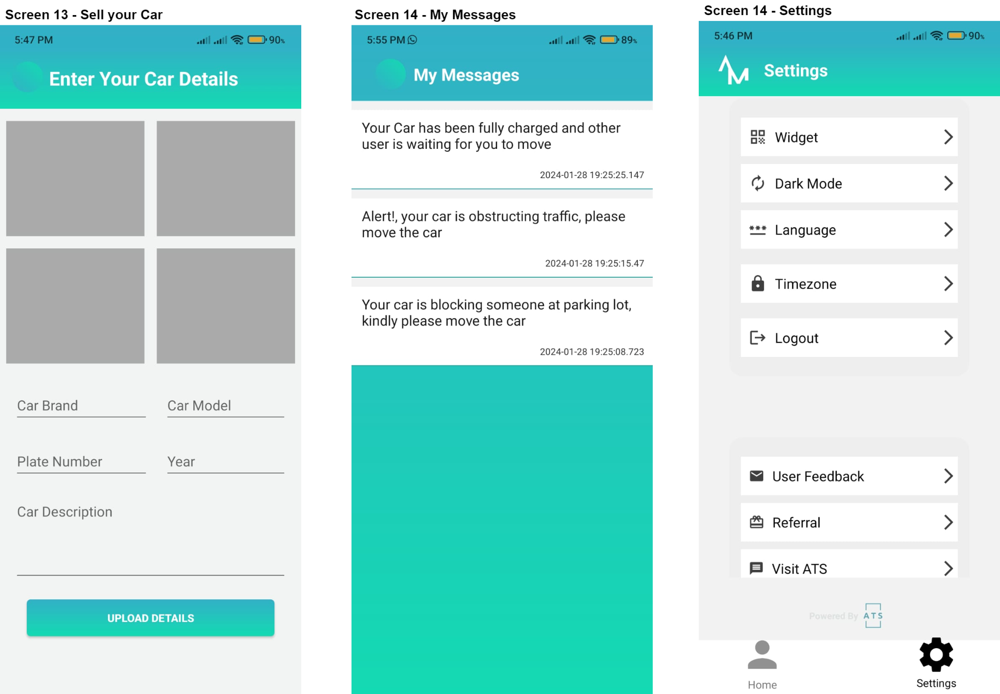 Screen 13 - Sell your Car
5:47 PM
90%
Enter Your Car Details
Car Brand
Car Model
Plate Number
Year
Car Description
UPLOAD DETAILS
Screen 14 - My Messages
5:55 PM
89%
My Messages
Your Car has been fully charged and other
user is waiting for you to move
2024-01-28 19:25:25.147
Alert!, your car is obstructing traffic, please
move the car
2024-01-28 19:25:15.47
Your car is blocking someone at parking lot,
kindly please move the car
2024-01-28 19:25:08.723
Screen 14 - Settings
5:46 PM
90%
Settings
Widget
Dark Mode
Language
Timezone
Logout
User Feedback
Referral
Visit ATS
Powered By ATS
Home
Settings